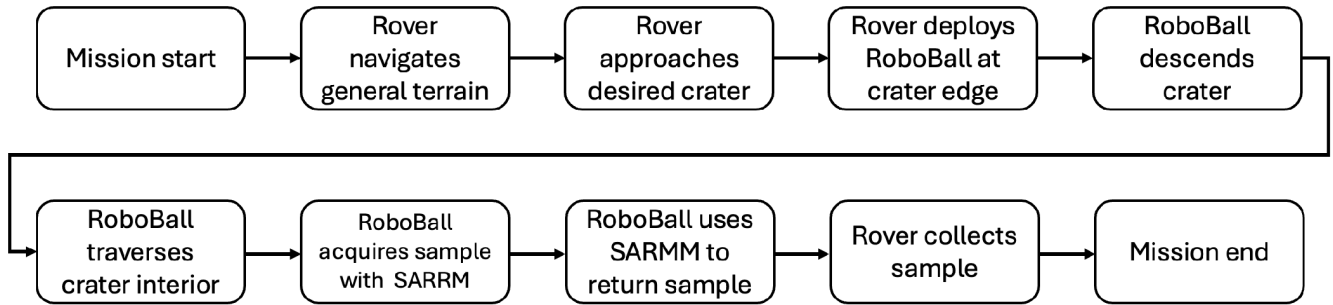 Mission start
Rover
navigates
general terrain
Rover
approaches
desired crater
Rover deploys
RoboBall at
crater edge
RoboBall
descends
crater
RoboBall
traverses
crater interior
RoboBall
acquires sample
with SARRM
RoboBall uses
SARMM to
return sample
Rover collects
sample
Mission end